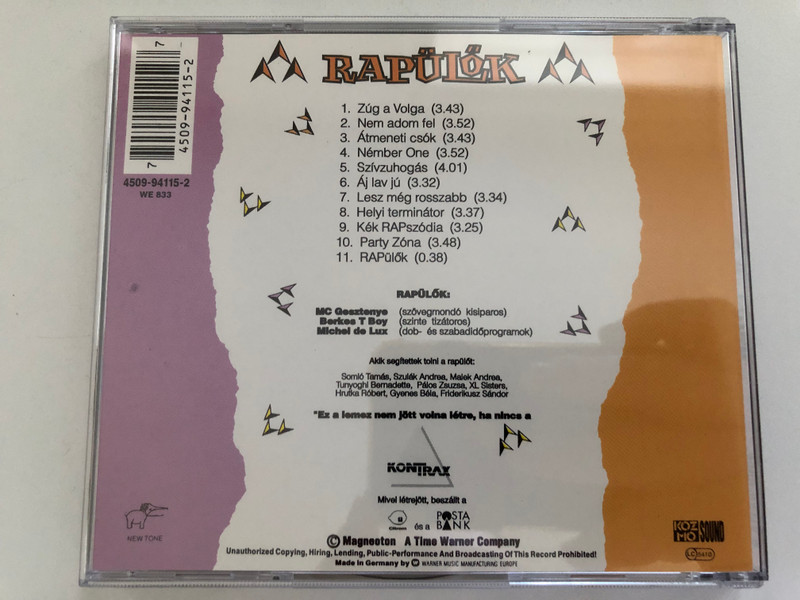 7
4509-94115-2
7
4509-94115-2
WE 833
RAPÜLŐK
1. Zúg a Volga (3.43)
2. Nem adom fel (3.52)
3. Átmeneti csók (3.43)
4. Némber One (3.52)
5. Szívzuhogás (4.01)
6. Áj lav jú (3.32)
7. Lesz még rosszabb (3.34)
8. Helyi terminátor (3.37)
9. Kék RAPszódia (3.25)
10. Party Zóna (3.48)
11. RAPülők (0.38)
RAPÜLŐK:
MC Gesztenye (szövegmondó kisiparos)
Berkes T Boy (szinte tizátoros)
Michel de Lux (dob- és szabadidőprogramok)
Akik segítettek tolni a rapülőt:
Somló Tamás, Szulák Andrea, Malek Andrea,
Tunyoghi Bernadette, Pálos Zsuzsa, XL Sisters,
Hrutka Róbert, Gyenes Béla, Friderikusz Sándor
"Ez a lemez nem jött volna létre, ha nincs a
KONTRAX
Mivel létrejött, beszállt a
és a POSTA BANK
NEW TONE
KOZMO SOUND
LC
© Magneoton A Time Warner Company
Unauthorized Copying, Hiring, Lending, Public-Performance And Broadcasting Of This Record Prohibited!
Made in Germany by WARNER MUSIC MANUFACTURING EUROPE